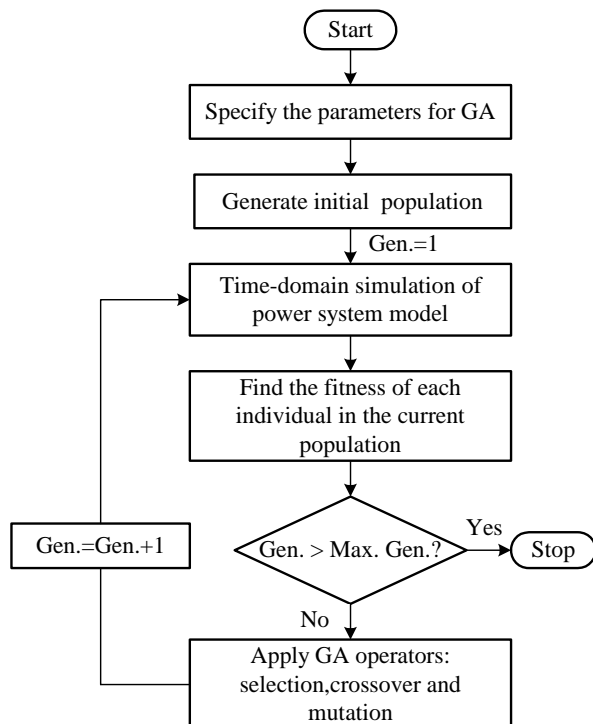 Start
Specify the parameters for GA
Generate initial population
Gen.=1
Time-domain simulation of
power system model
Find the fitness of each
individual in the current
population
Gen. > Max. Gen.?
Yes
Stop
No
Gen.=Gen.+1
Apply GA operators:
selection,crossover and
mutation